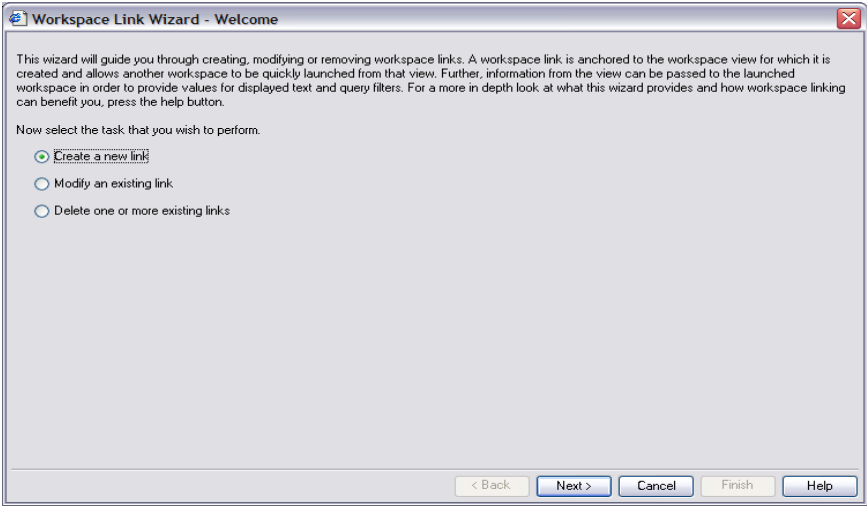 Workspace Link Wizard - Welcome
This wizard will guide you through creating, modifying or removing workspace links. A workspace link is anchored to the workspace view for which it is
created and allows another workspace to be quickly launched from that view. Further, information from the view can be passed to the launched
workspace in order to provide values for displayed text and query filters. For a more in depth look at what this wizard provides and how workspace linking
can benefit you, press the help button.
Now select the task that you wish to perform.
Create a new link
Modify an existing link
Delete one or more existing links
< Back Next > Cancel Finish Help